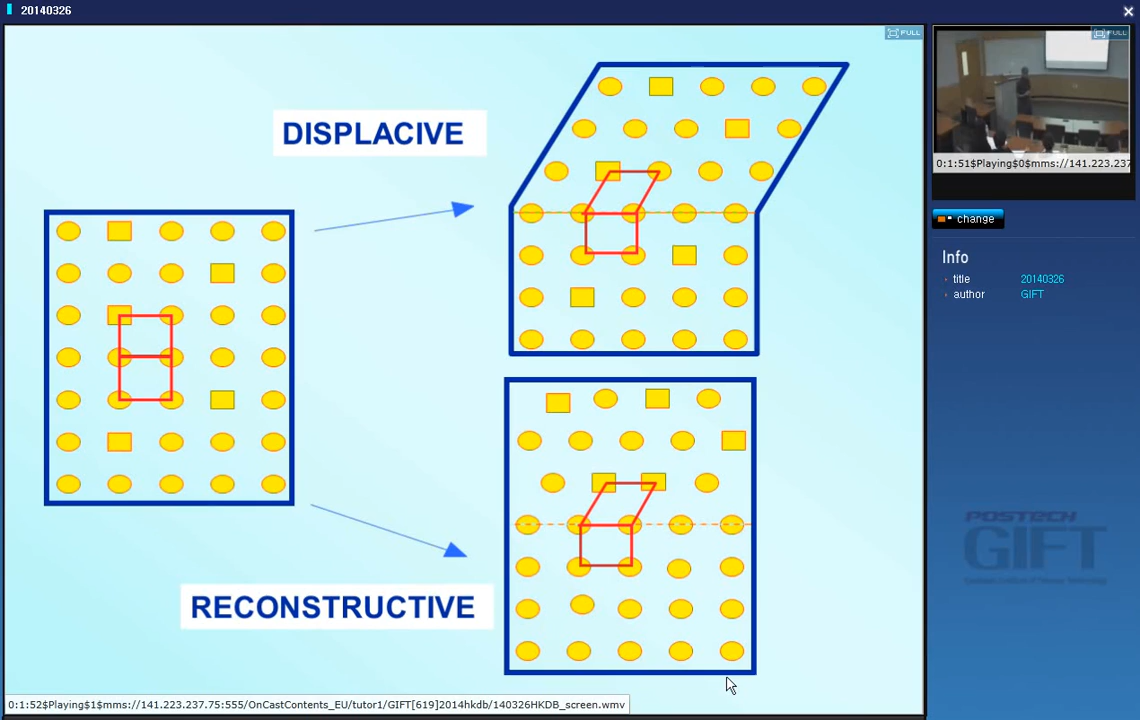 20140326
FULL
FULL
DISPLACIVE
RECONSTRUCTIVE
0:1:51$Playing$0$mms://141.223.237
change
Info
title 20140326
author GIFT
POSTECH
GIFT
0:1:52$Playing$1$mms://141.223.237.75:555/OnCastContents_EU/tutor1/GIFT[619]2014hkdb/140326HKDB_screen.wmv